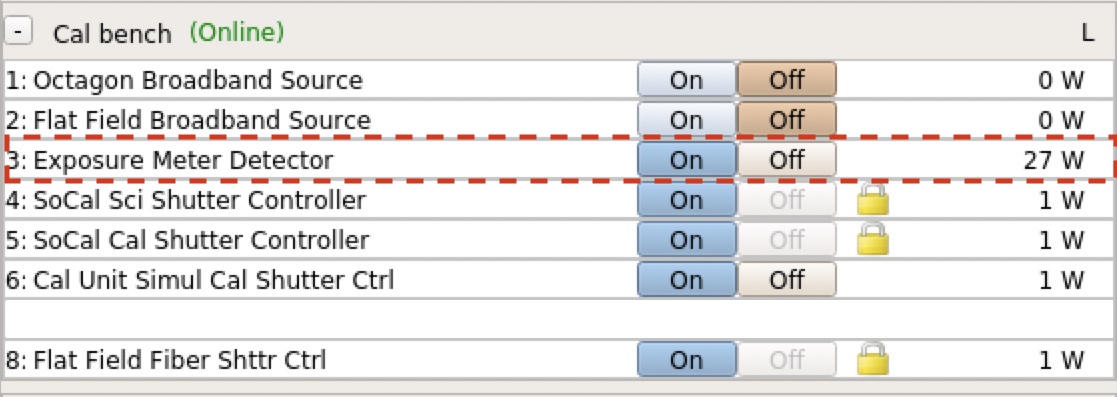 - Cal bench (Online) L
1: Octagon Broadband Source On Off 0 W
2: Flat Field Broadband Source On Off 0 W
3: Exposure Meter Detector On Off 27 W
4: SoCal Sci Shutter Controller On Off 1 W
5: SoCal Cal Shutter Controller On Off 1 W
6: Cal Unit Simul Cal Shutter Ctrl On Off 1 W
8: Flat Field Fiber Shttr Ctrl On Off 1 W